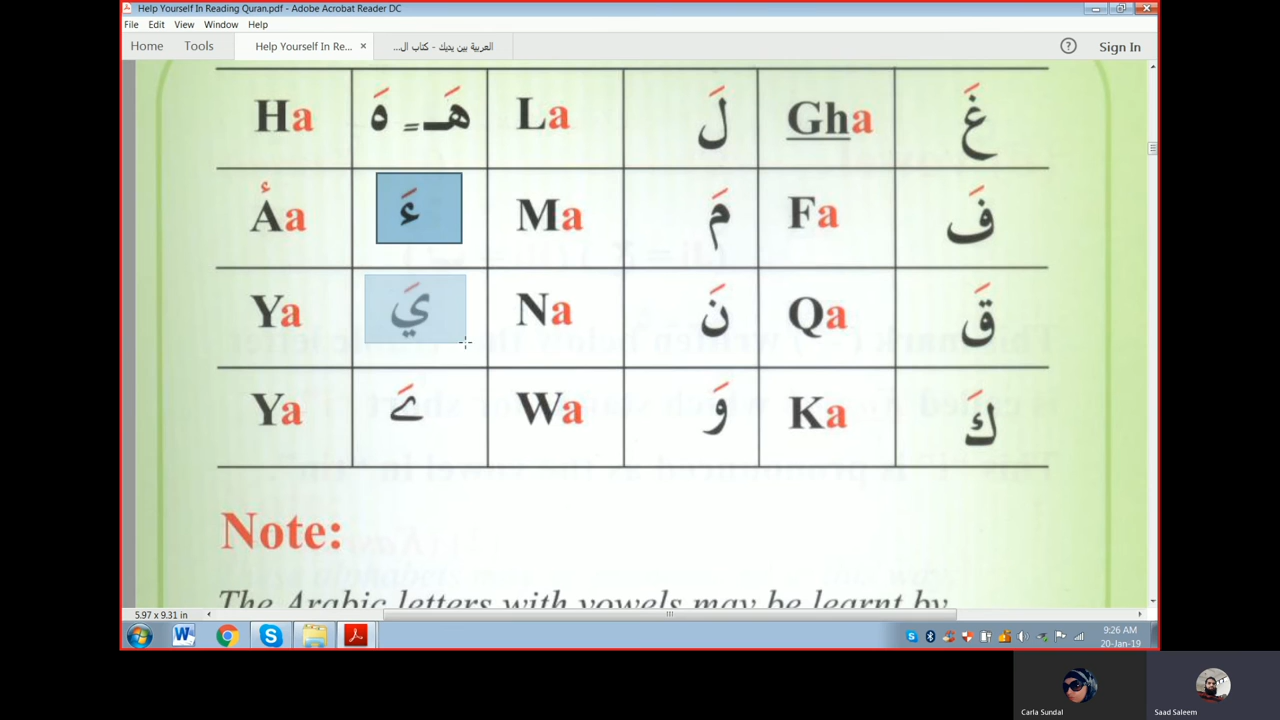 Help Yourself In Reading Quran.pdf - Adobe Acrobat Reader DC
File Edit View Window Help
Home Tools Help Yourself In Re... × العربية بين يديك - كتاب ال... Sign In
Ha هَـ = هَ La لَ Gha غَ
Åa ءَ Ma مَ Fa فَ
Ya يَ Na نَ Qa قَ
Ya ےَ Wa وَ Ka كَ
Note:
The Arabic letters with vowels may be learnt by
5.97 x 9.31 in
9:26 AM
20-Jan-19
Carla Sundal
Saad Saleem